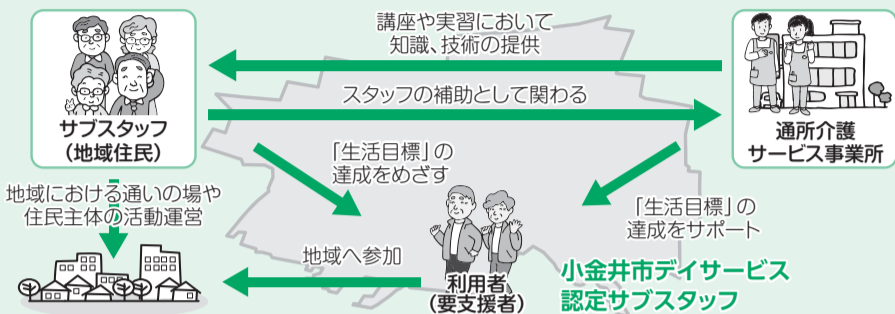 講座や実習において
知識、技術の提供
スタッフの補助として関わる
サブスタッフ
(地域住民)
通所介護
サービス事業所
「生活目標」の
達成をめざす
地域における通いの場や
住民主体の活動運営
「生活目標」の
達成をサポート
地域へ参加
利用者
(要支援者)
小金井市デイサービス
認定サブスタッフ